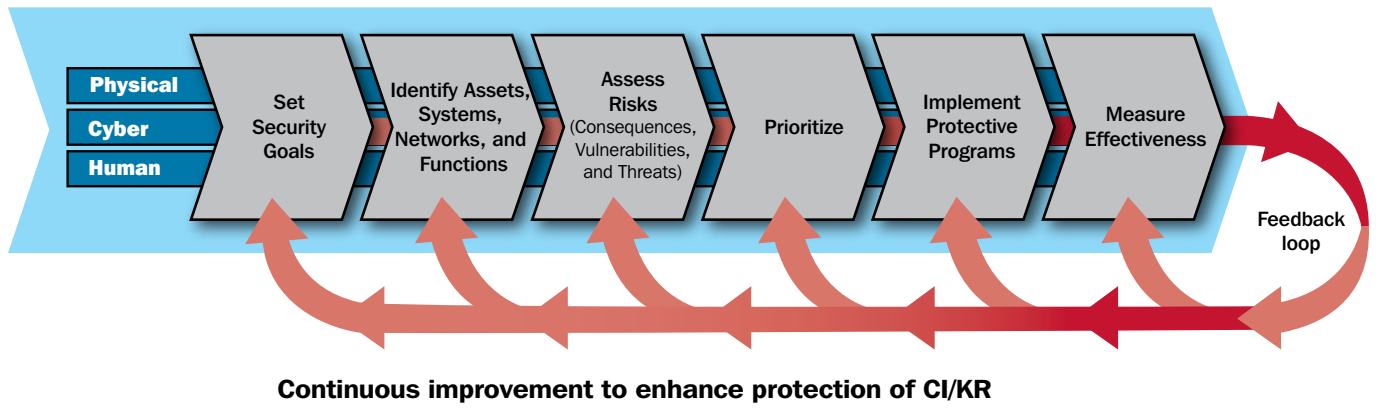 Physical
Cyber
Human
Set
Security
Goals
Identify Assets,
Systems,
Networks, and
Functions
Assess
Risks
(Consequences,
Vulnerabilities,
and Threats)
Prioritize
Implement
Protective
Programs
Measure
Effectiveness
Feedback
loop
Continuous improvement to enhance protection of CI/KR